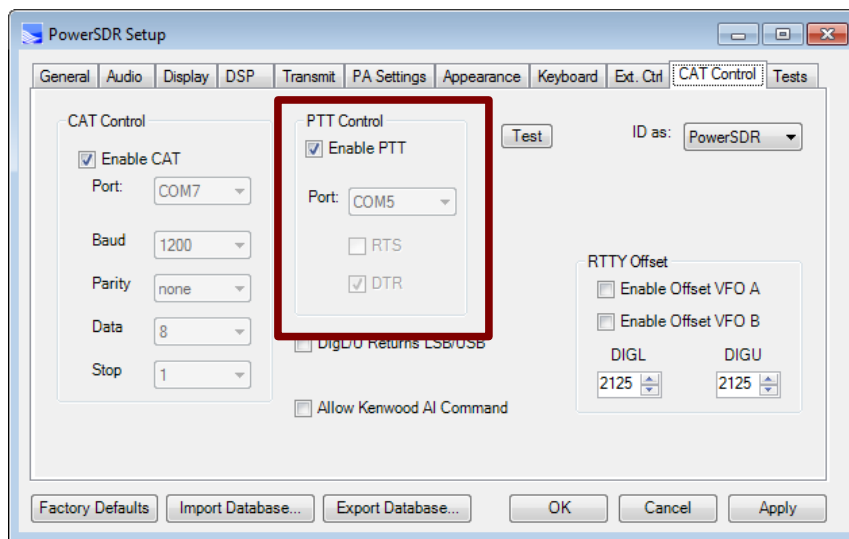 PowerSDR Setup
General Audio Display DSP Transmit PA Settings Appearance Keyboard Ext. Ctrl CAT Control Tests
CAT Control
Enable CAT
Port: COM7
Baud 1200
Parity none
Data 8
Stop 1
PTT Control
Enable PTT
Port: COM5
RTS
DTR
Test
ID as: PowerSDR
DigL/U Returns LSB/USB
Allow Kenwood AI Command
RTTY Offset
Enable Offset VFO A
Enable Offset VFO B
DIGL DIGU
2125 2125
Factory Defaults Import Database... Export Database... OK Cancel Apply